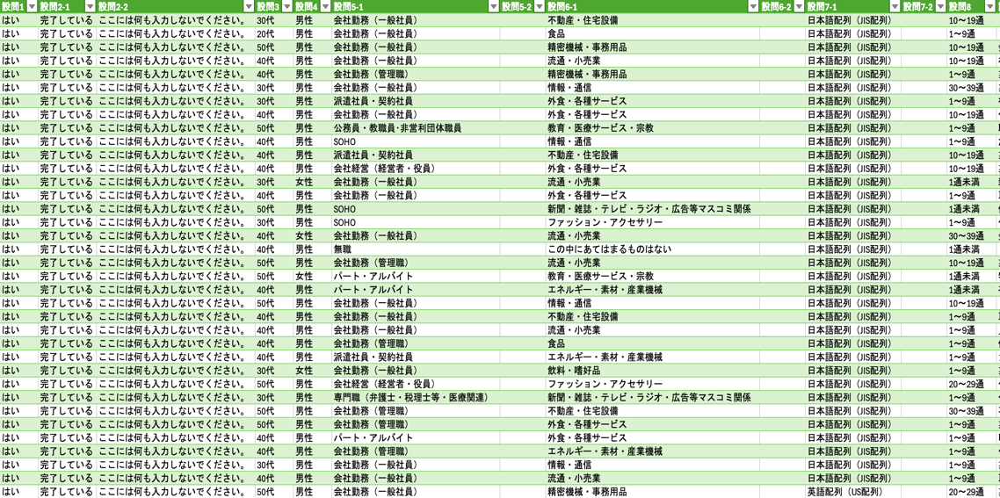 設問1 設問2-1 設問2-2 設問3 設問4 設問5-1 設問5-2 設問6-1 設問6-2 設問7-1 設問7-2 設問8
はい 完了している ここには何も入力しないでください。 30代 男性 会社勤務（一般社員） 不動産・住宅設備 日本語配列（JIS配列） 10〜19通
はい 完了している ここには何も入力しないでください。 20代 男性 会社勤務（一般社員） 食品 日本語配列（JIS配列） 1〜9通
はい 完了している ここには何も入力しないでください。 50代 男性 会社勤務（一般社員） 精密機械・事務用品 日本語配列（JIS配列） 10〜19通
はい 完了している ここには何も入力しないでください。 40代 男性 会社勤務（一般社員） 流通・小売業 日本語配列（JIS配列） 10〜19通
はい 完了している ここには何も入力しないでください。 40代 男性 会社勤務（管理職） 精密機械・事務用品 日本語配列（JIS配列） 1〜9通
はい 完了している ここには何も入力しないでください。 30代 男性 会社勤務（一般社員） 情報・通信 日本語配列（JIS配列） 30〜39通
はい 完了している ここには何も入力しないでください。 30代 男性 派遣社員・契約社員 外食・各種サービス 日本語配列（JIS配列） 1〜9通
はい 完了している ここには何も入力しないでください。 40代 男性 会社勤務（一般社員） 外食・各種サービス 日本語配列（JIS配列） 10〜19通
はい 完了している ここには何も入力しないでください。 50代 男性 公務員・教職員･非営利団体職員 教育・医療サービス・宗教 日本語配列（JIS配列） 1〜9通
はい 完了している ここには何も入力しないでください。 40代 男性 SOHO 情報・通信 日本語配列（JIS配列） 1〜9通
はい 完了している ここには何も入力しないでください。 40代 男性 派遣社員・契約社員 不動産・住宅設備 日本語配列（JIS配列） 10〜19通
はい 完了している ここには何も入力しないでください。 40代 男性 会社経営（経営者・役員） 外食・各種サービス 日本語配列（JIS配列） 10〜19通
はい 完了している ここには何も入力しないでください。 30代 女性 会社勤務（一般社員） 流通・小売業 日本語配列（JIS配列） 1通未満
はい 完了している ここには何も入力しないでください。 40代 男性 会社勤務（一般社員） 外食・各種サービス 日本語配列（JIS配列） 1〜9通
はい 完了している ここには何も入力しないでください。 50代 男性 SOHO 新聞・雑誌・テレビ・ラジオ・広告等マスコミ関係 日本語配列（JIS配列） 1通未満
はい 完了している ここには何も入力しないでください。 30代 男性 SOHO ファッション・アクセサリー 日本語配列（JIS配列） 1〜9通
はい 完了している ここには何も入力しないでください。 40代 女性 会社勤務（一般社員） 流通・小売業 日本語配列（JIS配列） 30〜39通
はい 完了している ここには何も入力しないでください。 40代 男性 無職 この中にあてはまるものはない 日本語配列（JIS配列） 1通未満
はい 完了している ここには何も入力しないでください。 50代 男性 会社勤務（管理職） 流通・小売業 日本語配列（JIS配列） 10〜19通
はい 完了している ここには何も入力しないでください。 50代 女性 パート・アルバイト 教育・医療サービス・宗教 日本語配列（JIS配列） 1通未満
はい 完了している ここには何も入力しないでください。 40代 男性 パート・アルバイト エネルギー・素材・産業機械 日本語配列（JIS配列） 1通未満
はい 完了している ここには何も入力しないでください。 50代 男性 会社勤務（一般社員） 情報・通信 日本語配列（JIS配列） 10〜19通
はい 完了している ここには何も入力しないでください。 40代 男性 会社勤務（一般社員） 不動産・住宅設備 日本語配列（JIS配列） 1〜9通
はい 完了している ここには何も入力しないでください。 40代 男性 会社勤務（一般社員） 流通・小売業 日本語配列（JIS配列） 1〜9通
はい 完了している ここには何も入力しないでください。 40代 男性 会社勤務（管理職） 食品 日本語配列（JIS配列） 1〜9通
はい 完了している ここには何も入力しないでください。 40代 男性 派遣社員・契約社員 エネルギー・素材・産業機械 日本語配列（JIS配列） 1〜9通
はい 完了している ここには何も入力しないでください。 30代 女性 会社勤務（一般社員） 飲料・嗜好品 日本語配列（JIS配列） 1〜9通
はい 完了している ここには何も入力しないでください。 50代 男性 会社経営（経営者・役員） ファッション・アクセサリー 日本語配列（JIS配列） 20〜29通
はい 完了している ここには何も入力しないでください。 30代 男性 専門職（弁護士・税理士等・医療関連） 新聞・雑誌・テレビ・ラジオ・広告等マスコミ関係 日本語配列（JIS配列） 1〜9通
はい 完了している ここには何も入力しないでください。 50代 男性 会社勤務（管理職） 不動産・住宅設備 日本語配列（JIS配列） 30〜39通
はい 完了している ここには何も入力しないでください。 50代 男性 会社勤務（管理職） 外食・各種サービス 日本語配列（JIS配列） 1〜9通
はい 完了している ここには何も入力しないでください。 40代 男性 パート・アルバイト 外食・各種サービス 日本語配列（JIS配列） 1〜9通
はい 完了している ここには何も入力しないでください。 40代 男性 会社勤務（管理職） エネルギー・素材・産業機械 日本語配列（JIS配列） 1〜9通
はい 完了している ここには何も入力しないでください。 30代 男性 会社勤務（一般社員） 情報・通信 日本語配列（JIS配列） 1〜9通
はい 完了している ここには何も入力しないでください。 40代 男性 会社勤務（一般社員） 流通・小売業 日本語配列（JIS配列） 1〜9通
はい 完了している ここには何も入力しないでください。 50代 男性 会社勤務（一般社員） 精密機械・事務用品 英語配列（US配列） 20〜29通